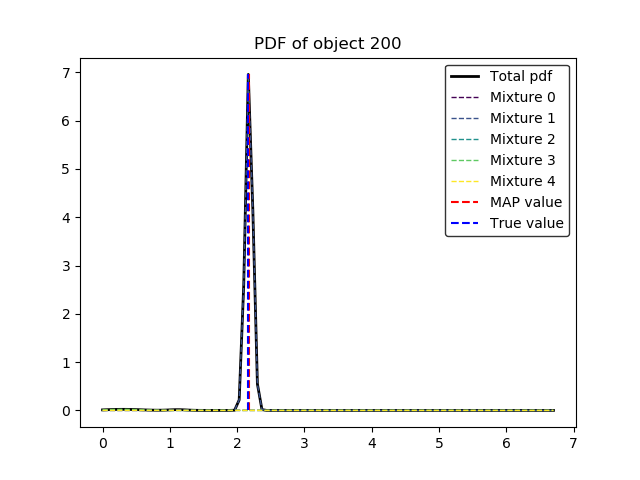 PDF of object 200
7
6
5
4
3
2
1
0
0 1 2 3 4 5 6 7
Total pdf
Mixture 0
Mixture 1
Mixture 2
Mixture 3
Mixture 4
MAP value
True value